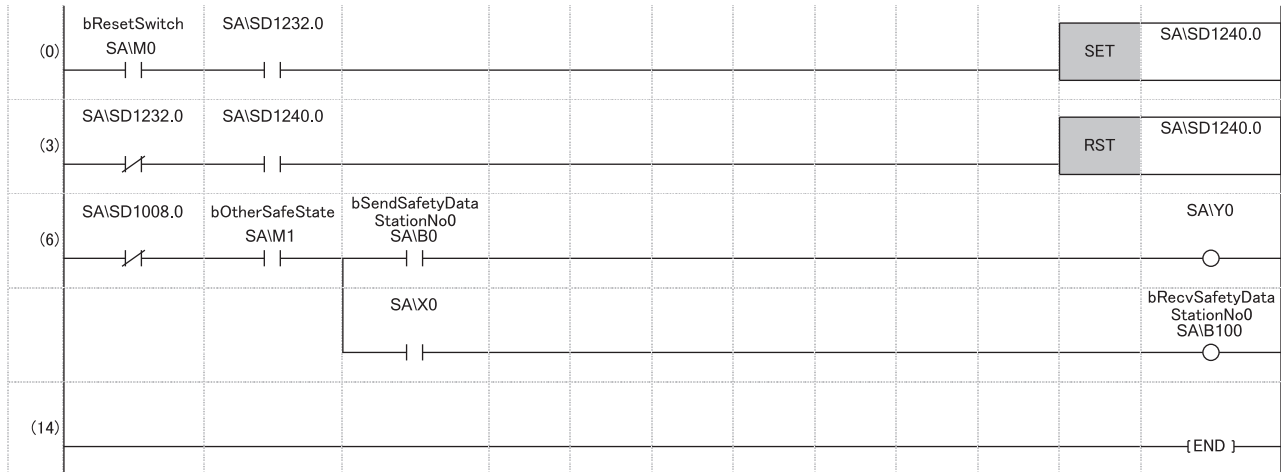 bResetSwitch SA\SD1232.0 SA\SD1240.0
(0) SA\M0 SET
SA\SD1232.0 SA\SD1240.0 SA\SD1240.0
(3) RST
bSendSafetyData
SA\SD1008.0 bOtherSafeState StationNo0 SA\Y0
(6) SA\M1 SA\B0
SA\X0 bRecvSafetyData
StationNo0
SA\B100
(14)
[END]